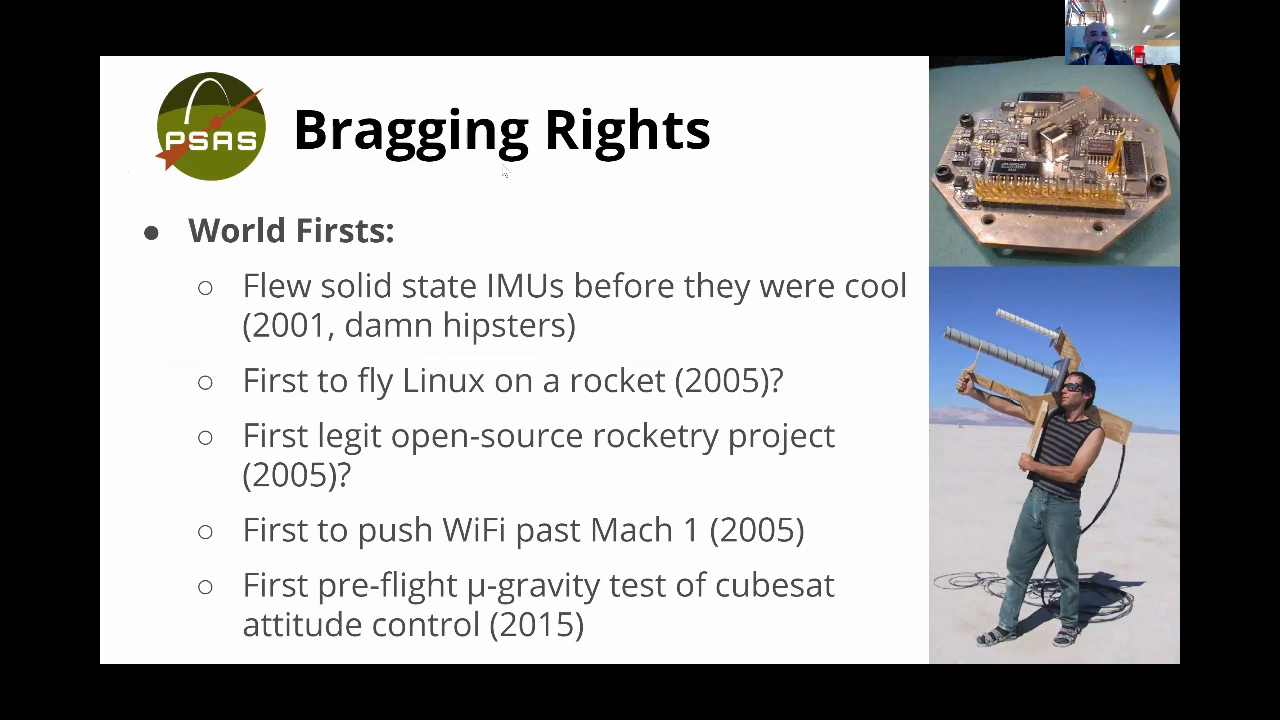 PSAS
Bragging Rights
● World Firsts:
○ Flew solid state IMUs before they were cool
(2001, damn hipsters)
○ First to fly Linux on a rocket (2005)?
○ First legit open-source rocketry project
(2005)?
○ First to push WiFi past Mach 1 (2005)
○ First pre-flight μ-gravity test of cubesat
attitude control (2015)